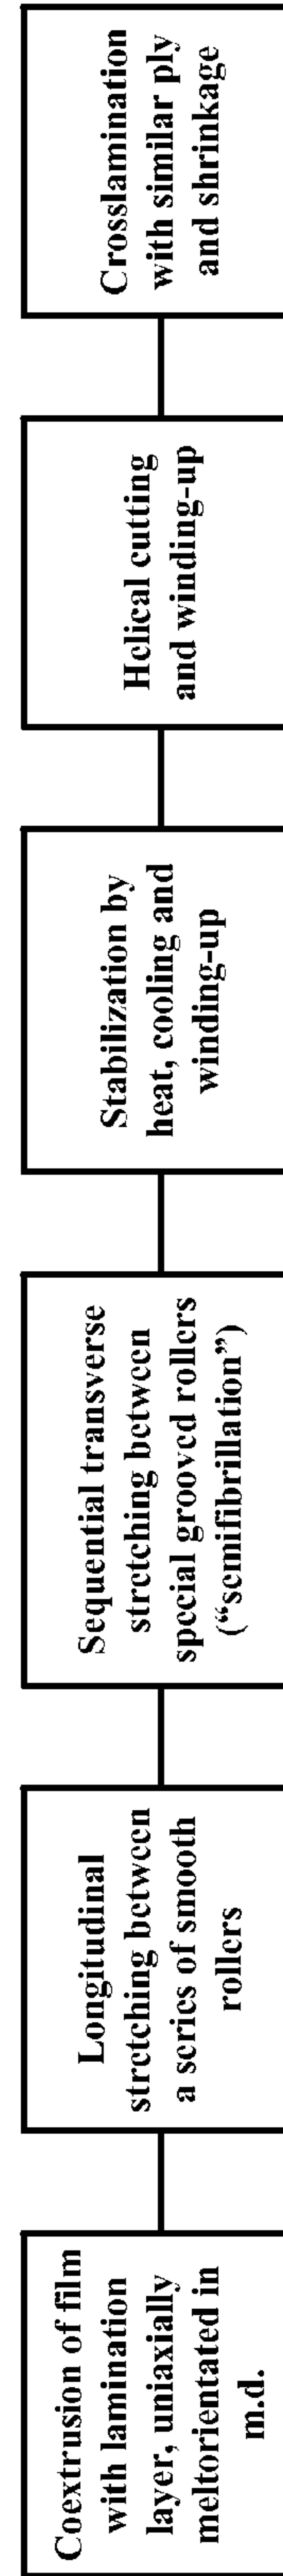 Coextrusion of film
with lamination
layer, uniaxially
meltorientated in
m.d.
Longitudinal
stretching between
a series of smooth
rollers
Sequential transverse
stretching between
special grooved rollers
(“semifibrillation”)
Stabilization by
heat, cooling and
winding-up
Helical cutting
and winding-up
Crosslamination
with similar ply
and shrinkage